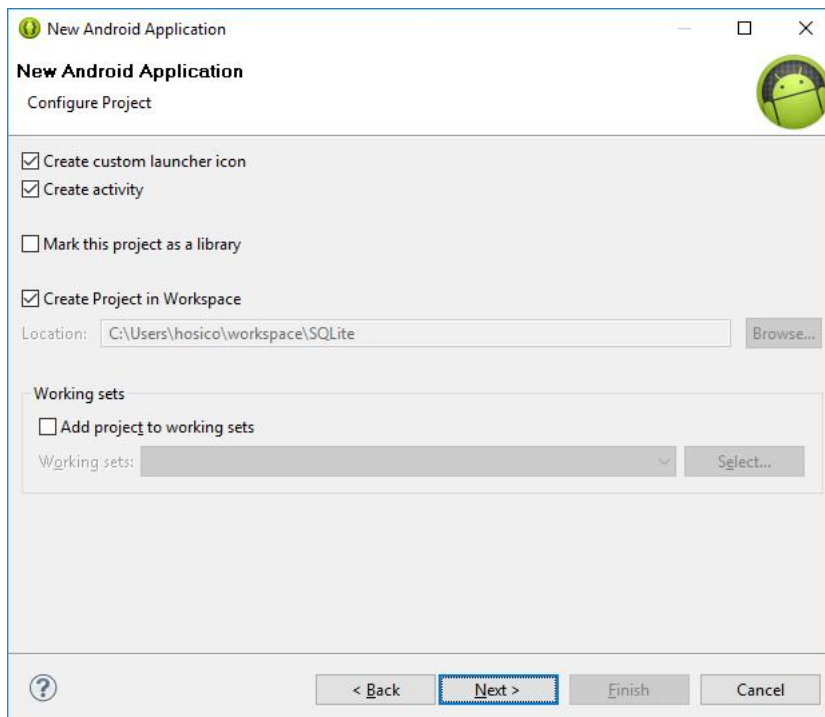 New Android Application
New Android Application
Configure Project
Create custom launcher icon
Create activity
Mark this project as a library
Create Project in Workspace
Location: C:\Users\hosico\workspace\SQLite Browse...
Working sets
Add project to working sets
Working sets: Select...
? < Back Next > Finish Cancel